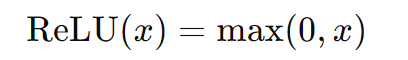 ReLU(x) = max(0, x)